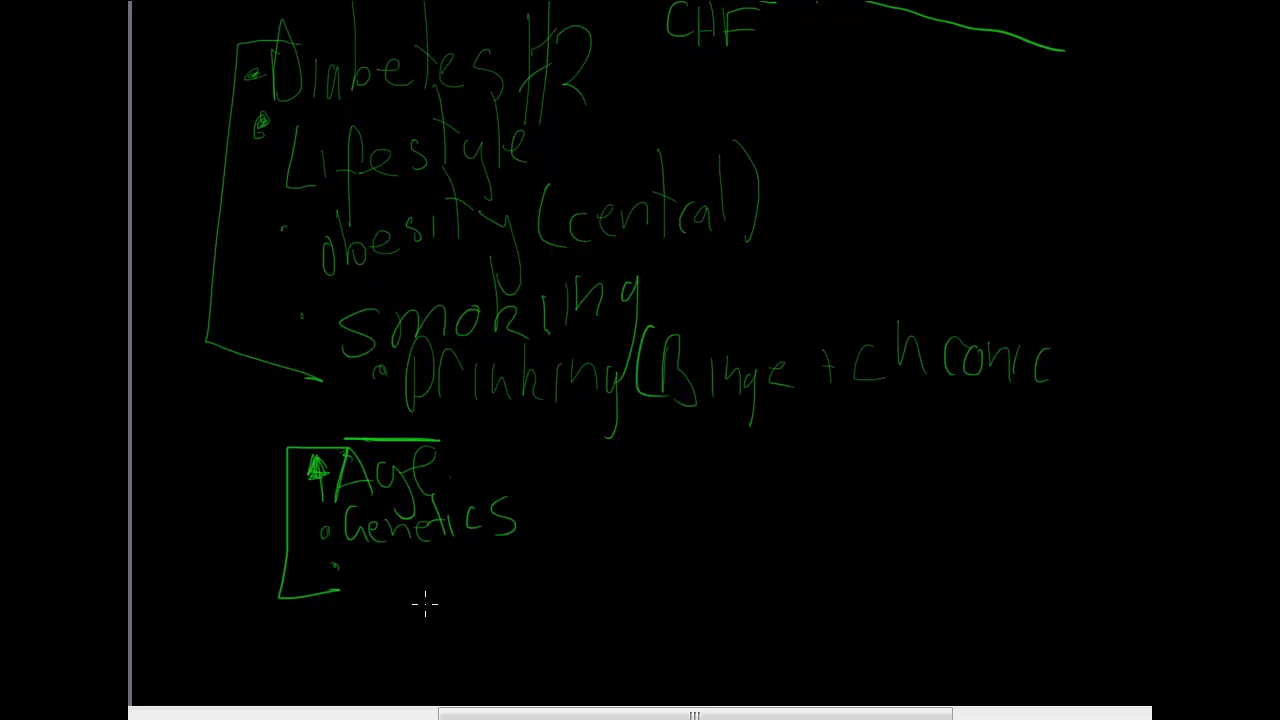 CHF
Diabetes #2
Lifestyle
obesity (central)
smoking
Drinking (Binge + chronic
↑ Age
Genetics